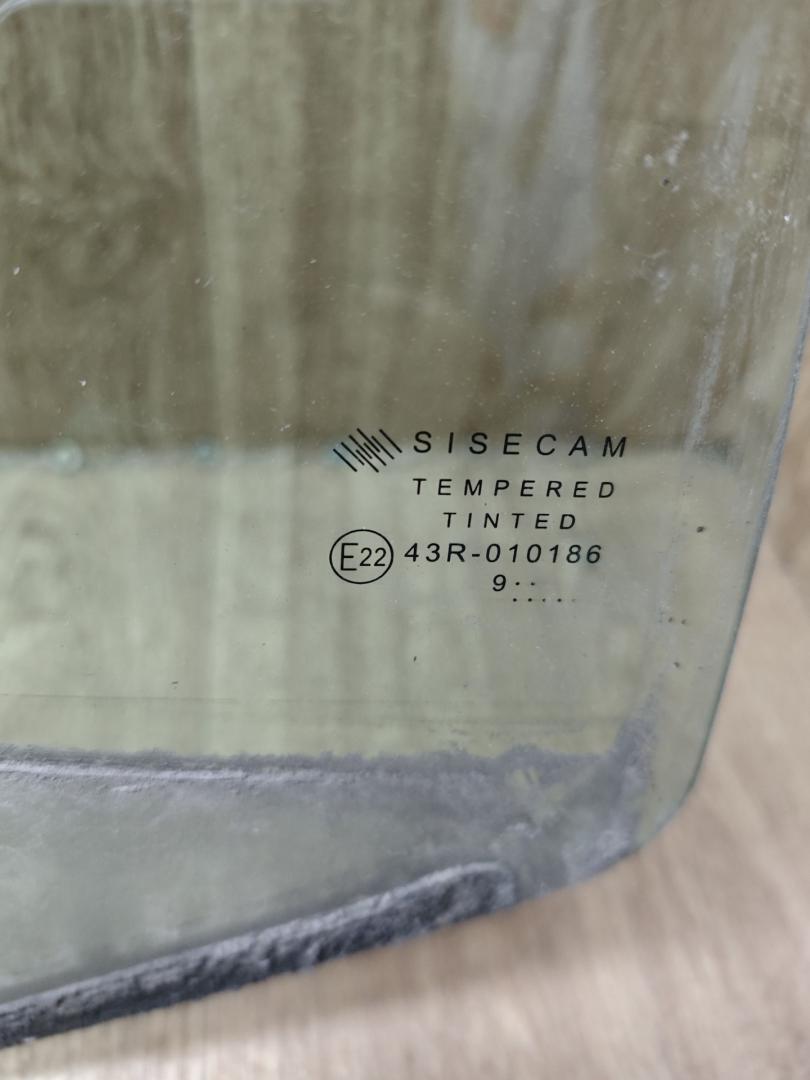 SISECAM
TEMPERED
TINTED
E22 43R-010186
9 ·· ·····